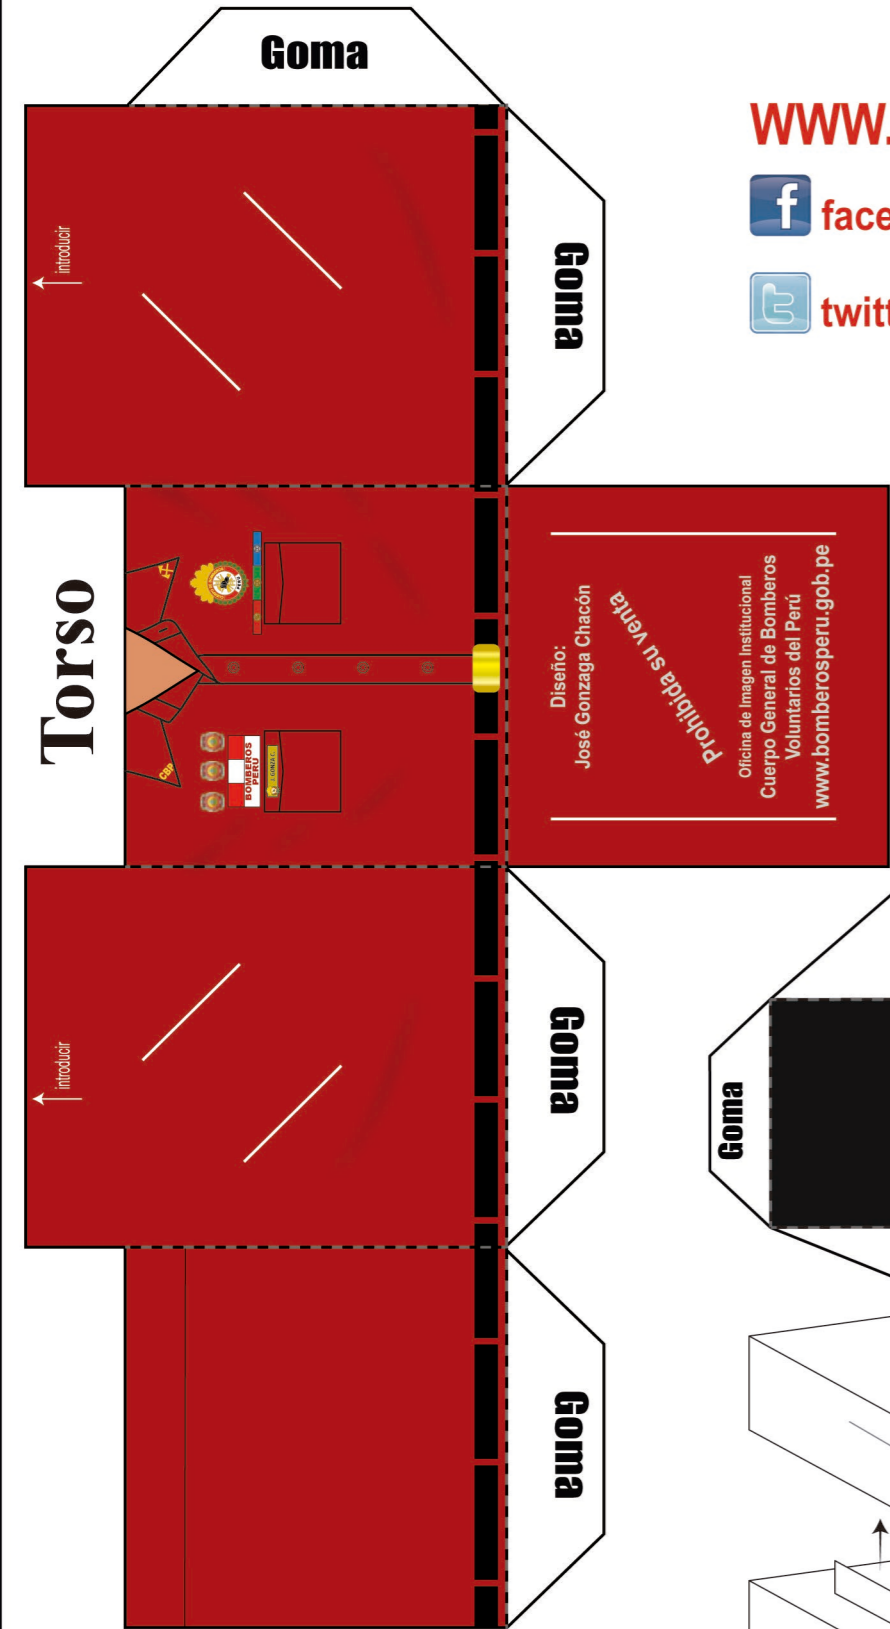 Goma
WWW.
face
twitt
introducir
Goma
Torso
CBP
BOMBEROS
PERU
Diseño:
José Gonzaga Chacón
Prohibida su venta
Oficina de Imagen Institucional
Cuerpo General de Bomberos
Voluntarios del Perú
www.bomberosperu.gob.pe
introducir
Goma
Goma
Goma